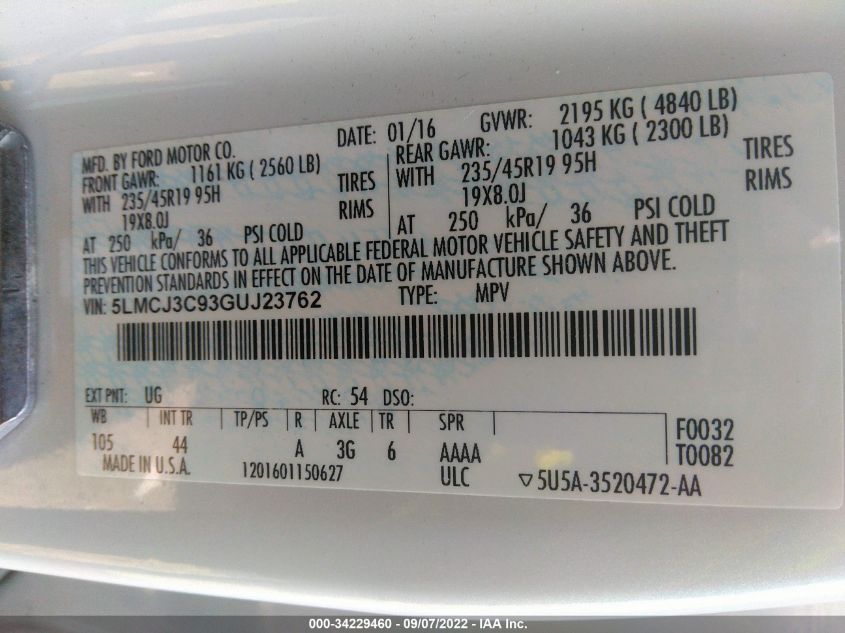 MFD. BY FORD MOTOR CO.
DATE: 01/16 GVWR: 2195 KG ( 4840 LB)
FRONT GAWR: 1161 KG ( 2560 LB)
REAR GAWR: 1043 KG ( 2300 LB)
WITH 235/45R19 95H TIRES
WITH 235/45R19 95H TIRES
19X8.0J RIMS
19X8.0J RIMS
AT 250 kPa/ 36 PSI COLD
AT 250 kPa/ 36 PSI COLD
THIS VEHICLE CONFORMS TO ALL APPLICABLE FEDERAL MOTOR VEHICLE SAFETY AND THEFT
PREVENTION STANDARDS IN EFFECT ON THE DATE OF MANUFACTURE SHOWN ABOVE.
VIN: 5LMCJ3C93GUJ23762 TYPE: MPV
EXT PNT: UG RC: 54 DSO:
WB INT TR TP/PS R AXLE TR SPR
105 44 A 3G 6 AAAA
F0032
T0082
MADE IN U.S.A. 1201601150627 ULC ▽5U5A-3520472-AA
000-34229460 - 09/07/2022 - IAA Inc.